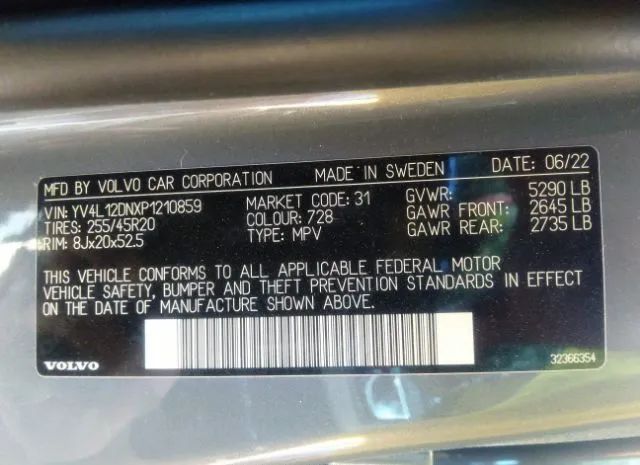 MFD BY VOLVO CAR CORPORATION MADE IN SWEDEN DATE: 06/22
VIN: YV4L12DNXP1210859 MARKET CODE: 31 GVWR: 5290 LB
TIRES: 255/45R20 COLOUR: 728 GAWR FRONT: 2645 LB
RIM: 8Jx20x52.5 TYPE: MPV GAWR REAR: 2735 LB
THIS VEHICLE CONFORMS TO ALL APPLICABLE FEDERAL MOTOR
VEHICLE SAFETY, BUMPER AND THEFT PREVENTION STANDARDS IN EFFECT
ON THE DATE OF MANUFACTURE SHOWN ABOVE.
VOLVO 32366354